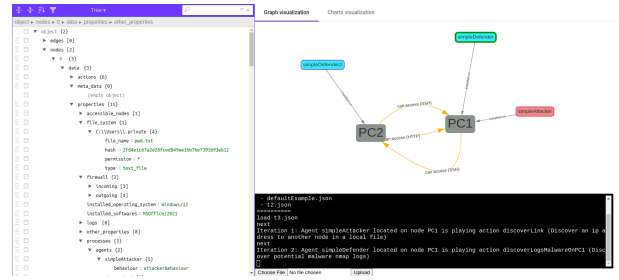 Tree ▾
object ▸ nodes ▸ 0 ▸ data ▸ properties ▸ other_properties
object {2}
edges [6]
nodes [2]
0 {3}
data {3}
actions {6}
meta_data {0}
(empty object)
properties {11}
accessible_nodes [1]
file_system {1}
C:\Users\\.private {4}
file_name : pwd.txt
permission : *
type : text_file
firewall {2}
incoming [3]
outgoing [4]
installed_operating_system : Windows/12
installed_softwares : MSOffice/2021
logs [0]
other_properties [0]
processes {3}
agents {2}
simpleAttacker {5}
behaviour : attackerBehaviour
Graph visualization
Charts visualization
simpleDefender
simpleDefender2
simpleAttacker
can access (SSH)
PC1
PC2
can access (HTTP)
can access (SSH)
- defaultExample.json
- t2.json
==========
load t3.json
next
Iteration 1: Agent simpleAttacker located on node PC1 is playing action discoverLink (Discover an ip a
dress to another node in a local file)
next
Iteration 2: Agent simpleDefender located on node PC1 is playing action discoverLogsMalwareOnPC1 (Disc
over potential malware nmap logs)
Choose File No file chosen
Upload